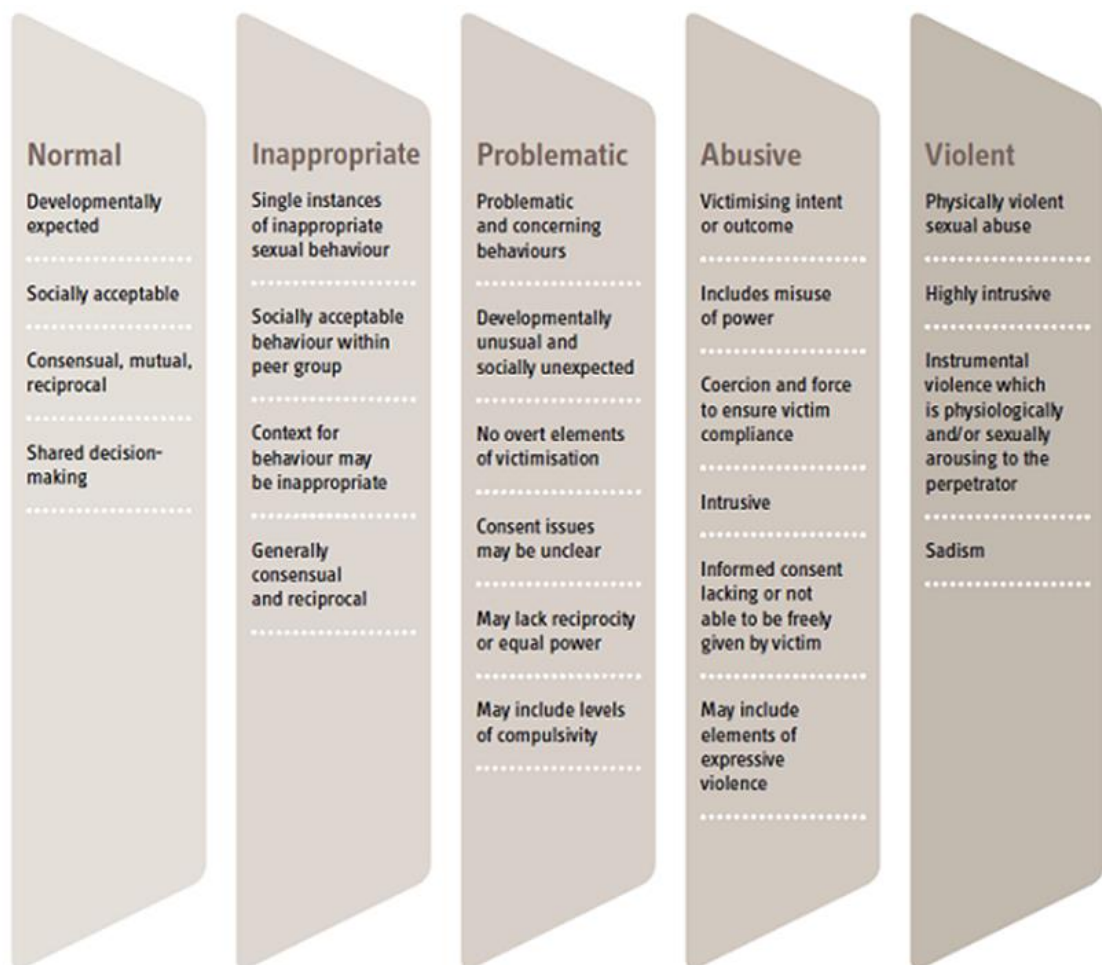 Normal
Developmentally
expected
Socially acceptable
Consensual, mutual,
reciprocal
Shared decision-
making
Inappropriate
Single instances
of inappropriate
sexual behaviour
Socially acceptable
behaviour within
peer group
Context for
behaviour may
be inappropriate
Generally
consensual
and reciprocal
Problematic
Problematic
and concerning
behaviours
Developmentally
unusual and
socially unexpected
No overt elements
of victimisation
Consent issues
may be unclear
May lack reciprocity
or equal power
May include levels
of compulsivity
Abusive
Victimising intent
or outcome
Includes misuse
of power
Coercion and force
to ensure victim
compliance
Intrusive
Informed consent
lacking or not
able to be freely
given by victim
May include
elements of
expressive
violence
Violent
Physically violent
sexual abuse
Highly intrusive
Instrumental
violence which
is physiologically
and/or sexually
arousing to the
perpetrator
Sadism